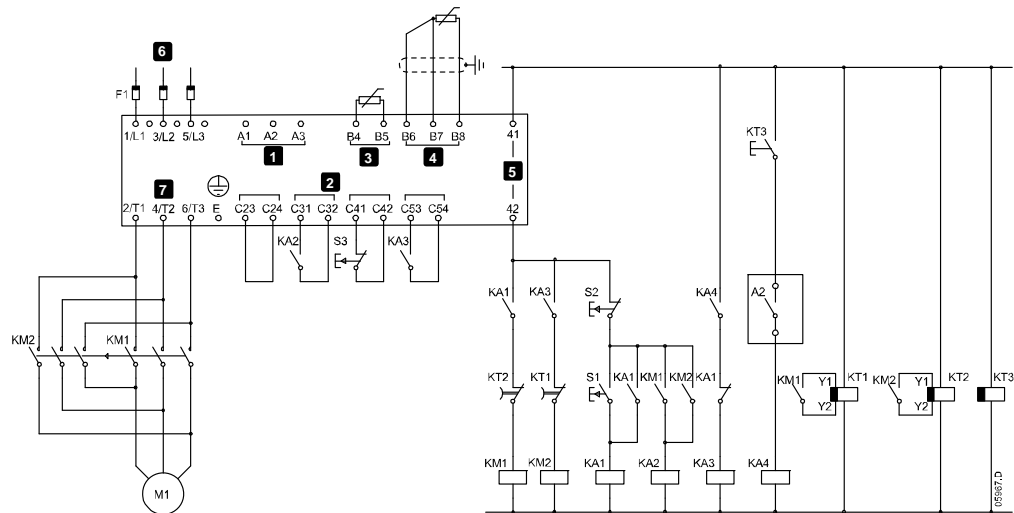 6
F1
1/L1 3/L2 5/L3 A1 A2 A3 B4 B5 B6 B7 B8 41
1 3 4
KT3
7 2 5
2/T1 4/T2 6/T3 E C23 C24 C31 C32 C41 C42 C53 C54 42
KA2 S3 KA3
KA1 KA3 S2 KA4 A2
KM2 KM1
KT2 KT1 S1 KA1 KM1 KM2 KA1 KM1 Y1 KT1 KM2 Y1 KT2 KT3
Y2 Y2
KM1 KM2 KA1 KA2 KA3 KA4
M1
05967.D